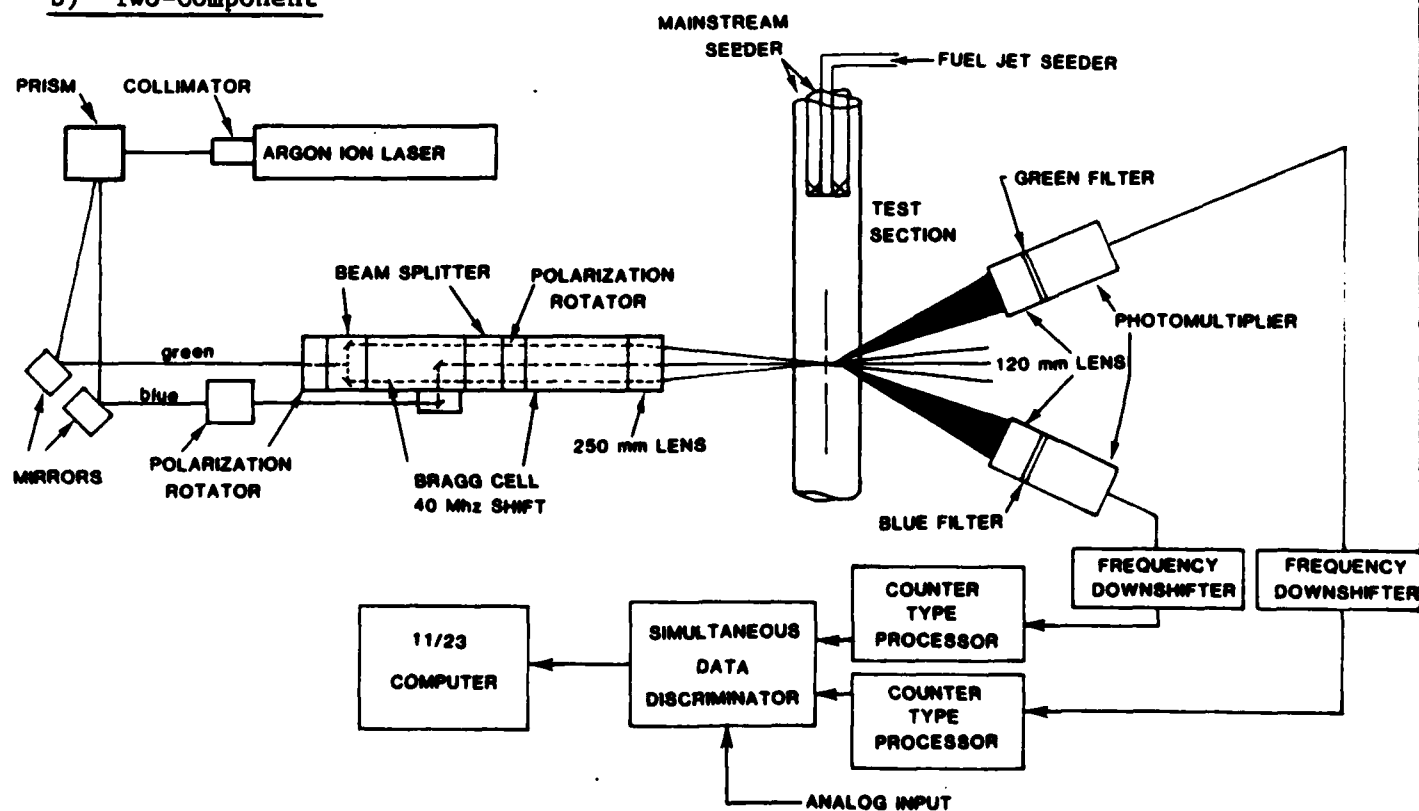 b) Two-Component
MAINSTREAM
SEEDER
FUEL JET SEEDER
PRISM
COLLIMATOR
ARGON ION LASER
GREEN FILTER
TEST
SECTION
BEAM SPLITTER
POLARIZATION
ROTATOR
PHOTOMULTIPLIER
green
120 mm LENS
blue
250 mm LENS
MIRRORS
POLARIZATION
ROTATOR
BRAGG CELL
40 Mhz SHIFT
BLUE FILTER
FREQUENCY
DOWNSHIFTER
FREQUENCY
DOWNSHIFTER
COUNTER
TYPE
PROCESSOR
11/23
COMPUTER
SIMULTANEOUS
DATA
DISCRIMINATOR
COUNTER
TYPE
PROCESSOR
ANALOG INPUT